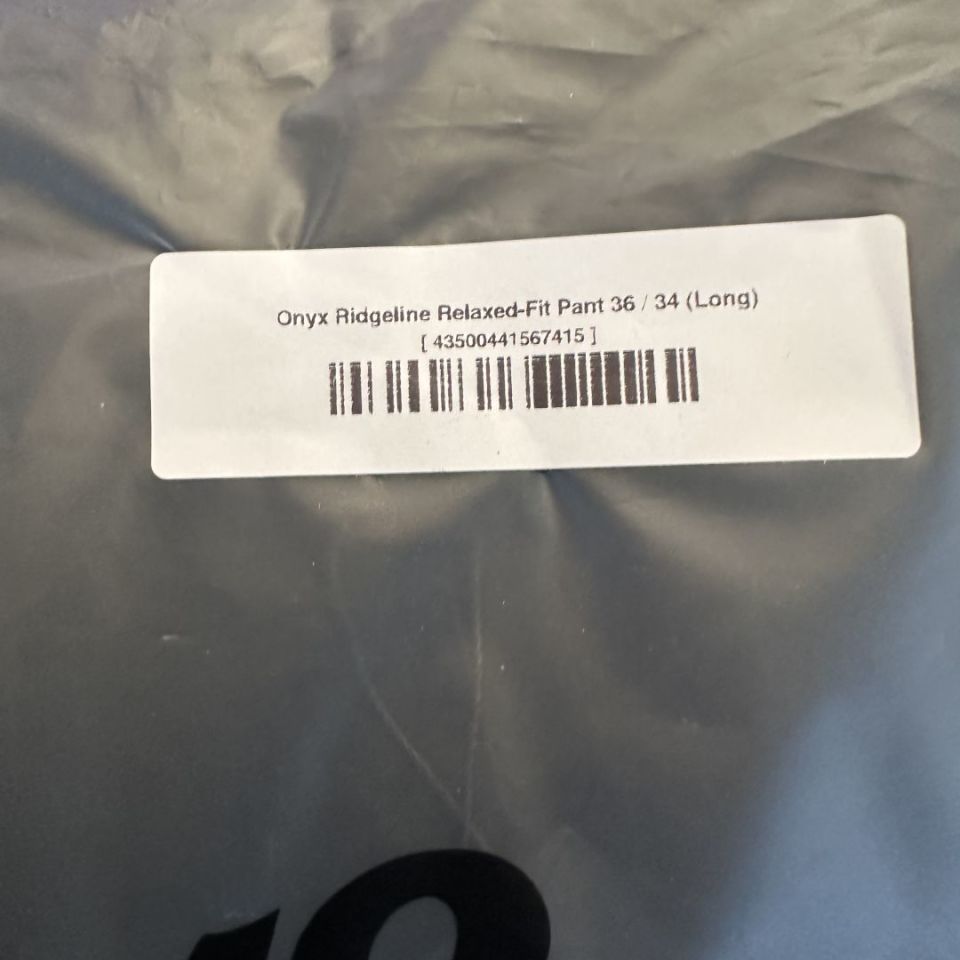 Onyx Ridgeline Relaxed-Fit Pant 36 / 34 (Long)
[ 43500441567415 ]